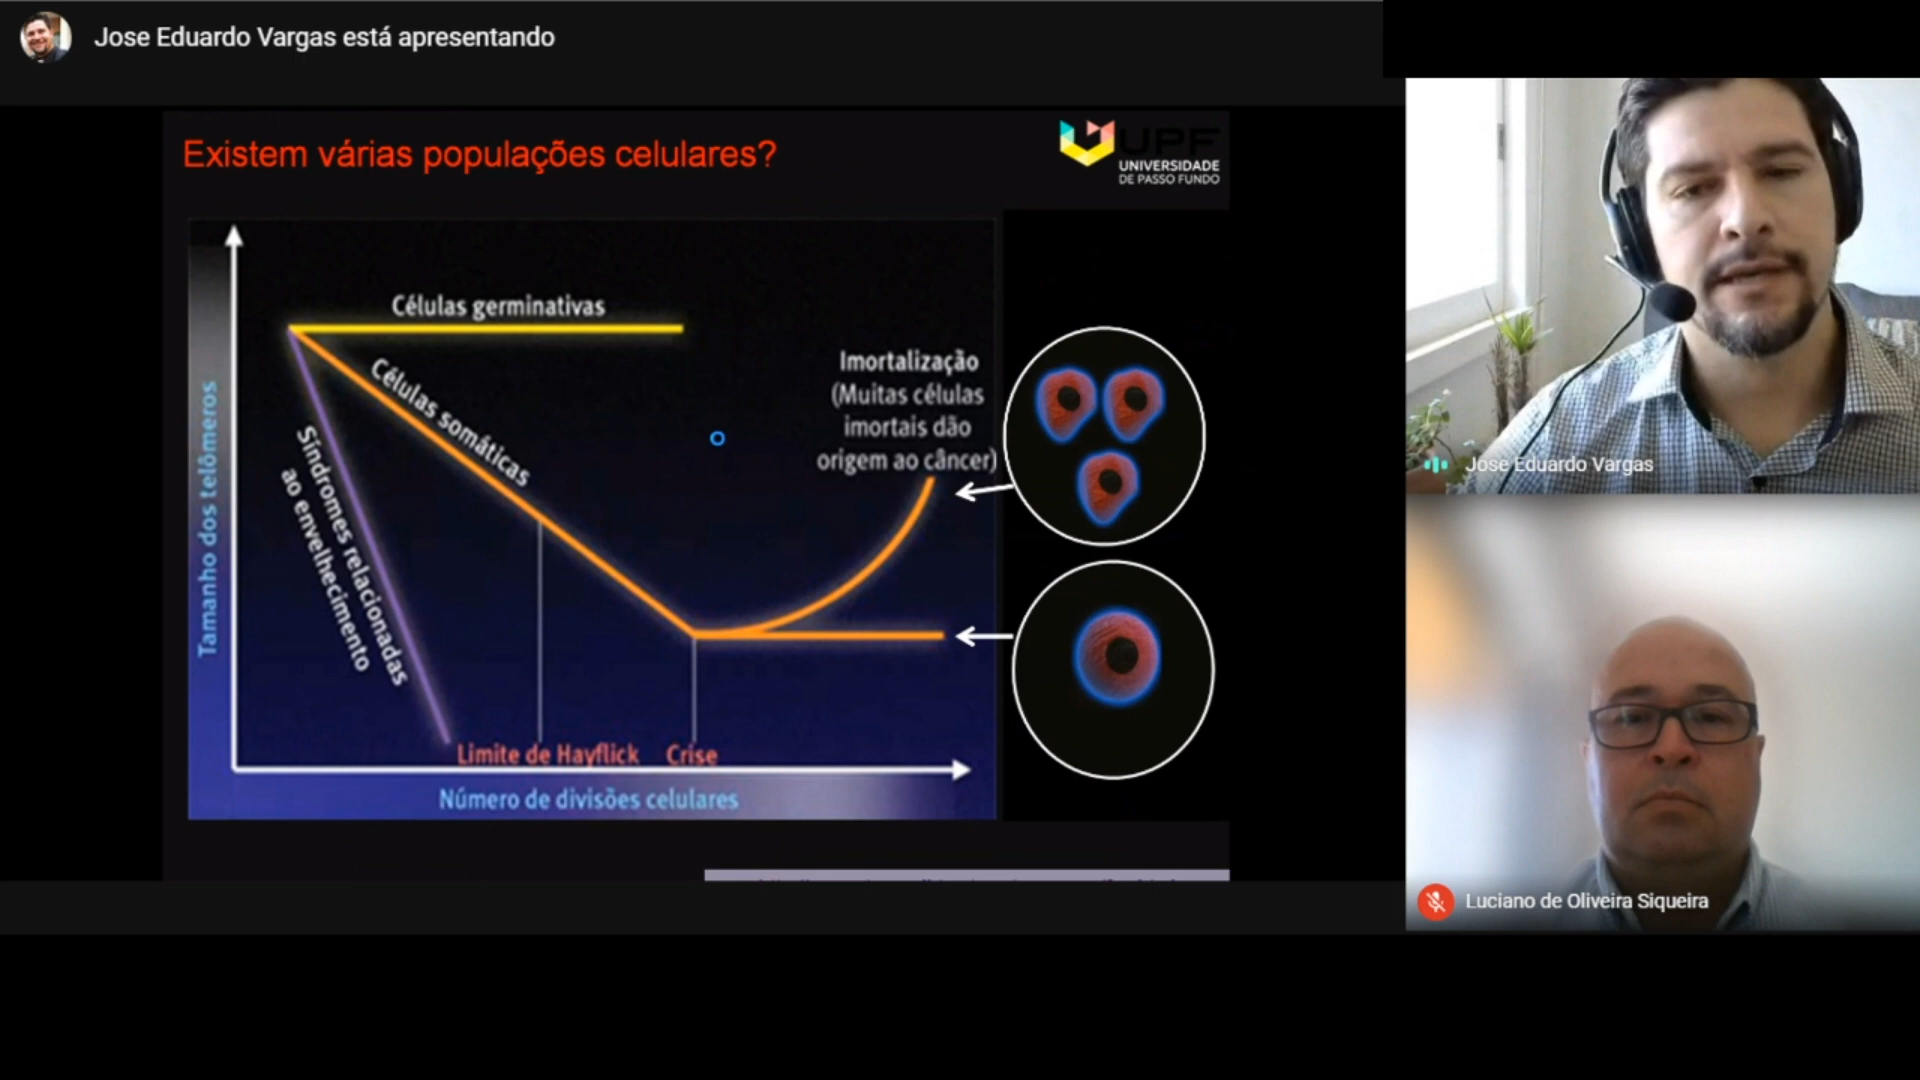 Jose Eduardo Vargas está apresentando
Existem várias populações celulares?
UPF
UNIVERSIDADE
DE PASSO FUNDO
Células germinativas
Células somáticas
Síndromes relacionadas
ao envelhecimento
Imortalização
(Muitas células
imortais dão
origem ao câncer)
Tamanho dos telômeros
Limite de Hayflick
Crise
Número de divisões celulares
Jose Eduardo Vargas
Luciano de Oliveira Siqueira